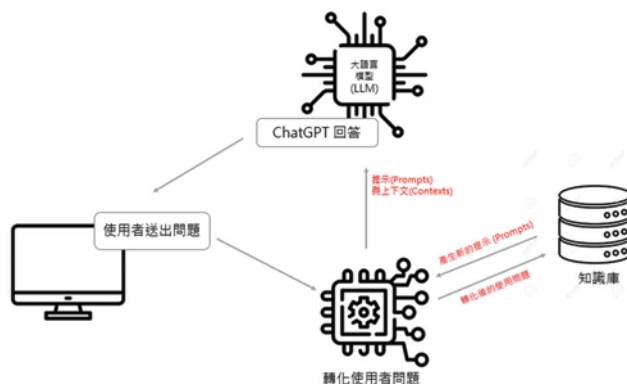 大語言
模型
(LLM)
ChatGPT 回答
提示(Prompts)
與上下文(Contexts)
使用者送出問題
產生新的提示 (Prompts)
轉化後的使用問題
知識庫
轉化使用者問題